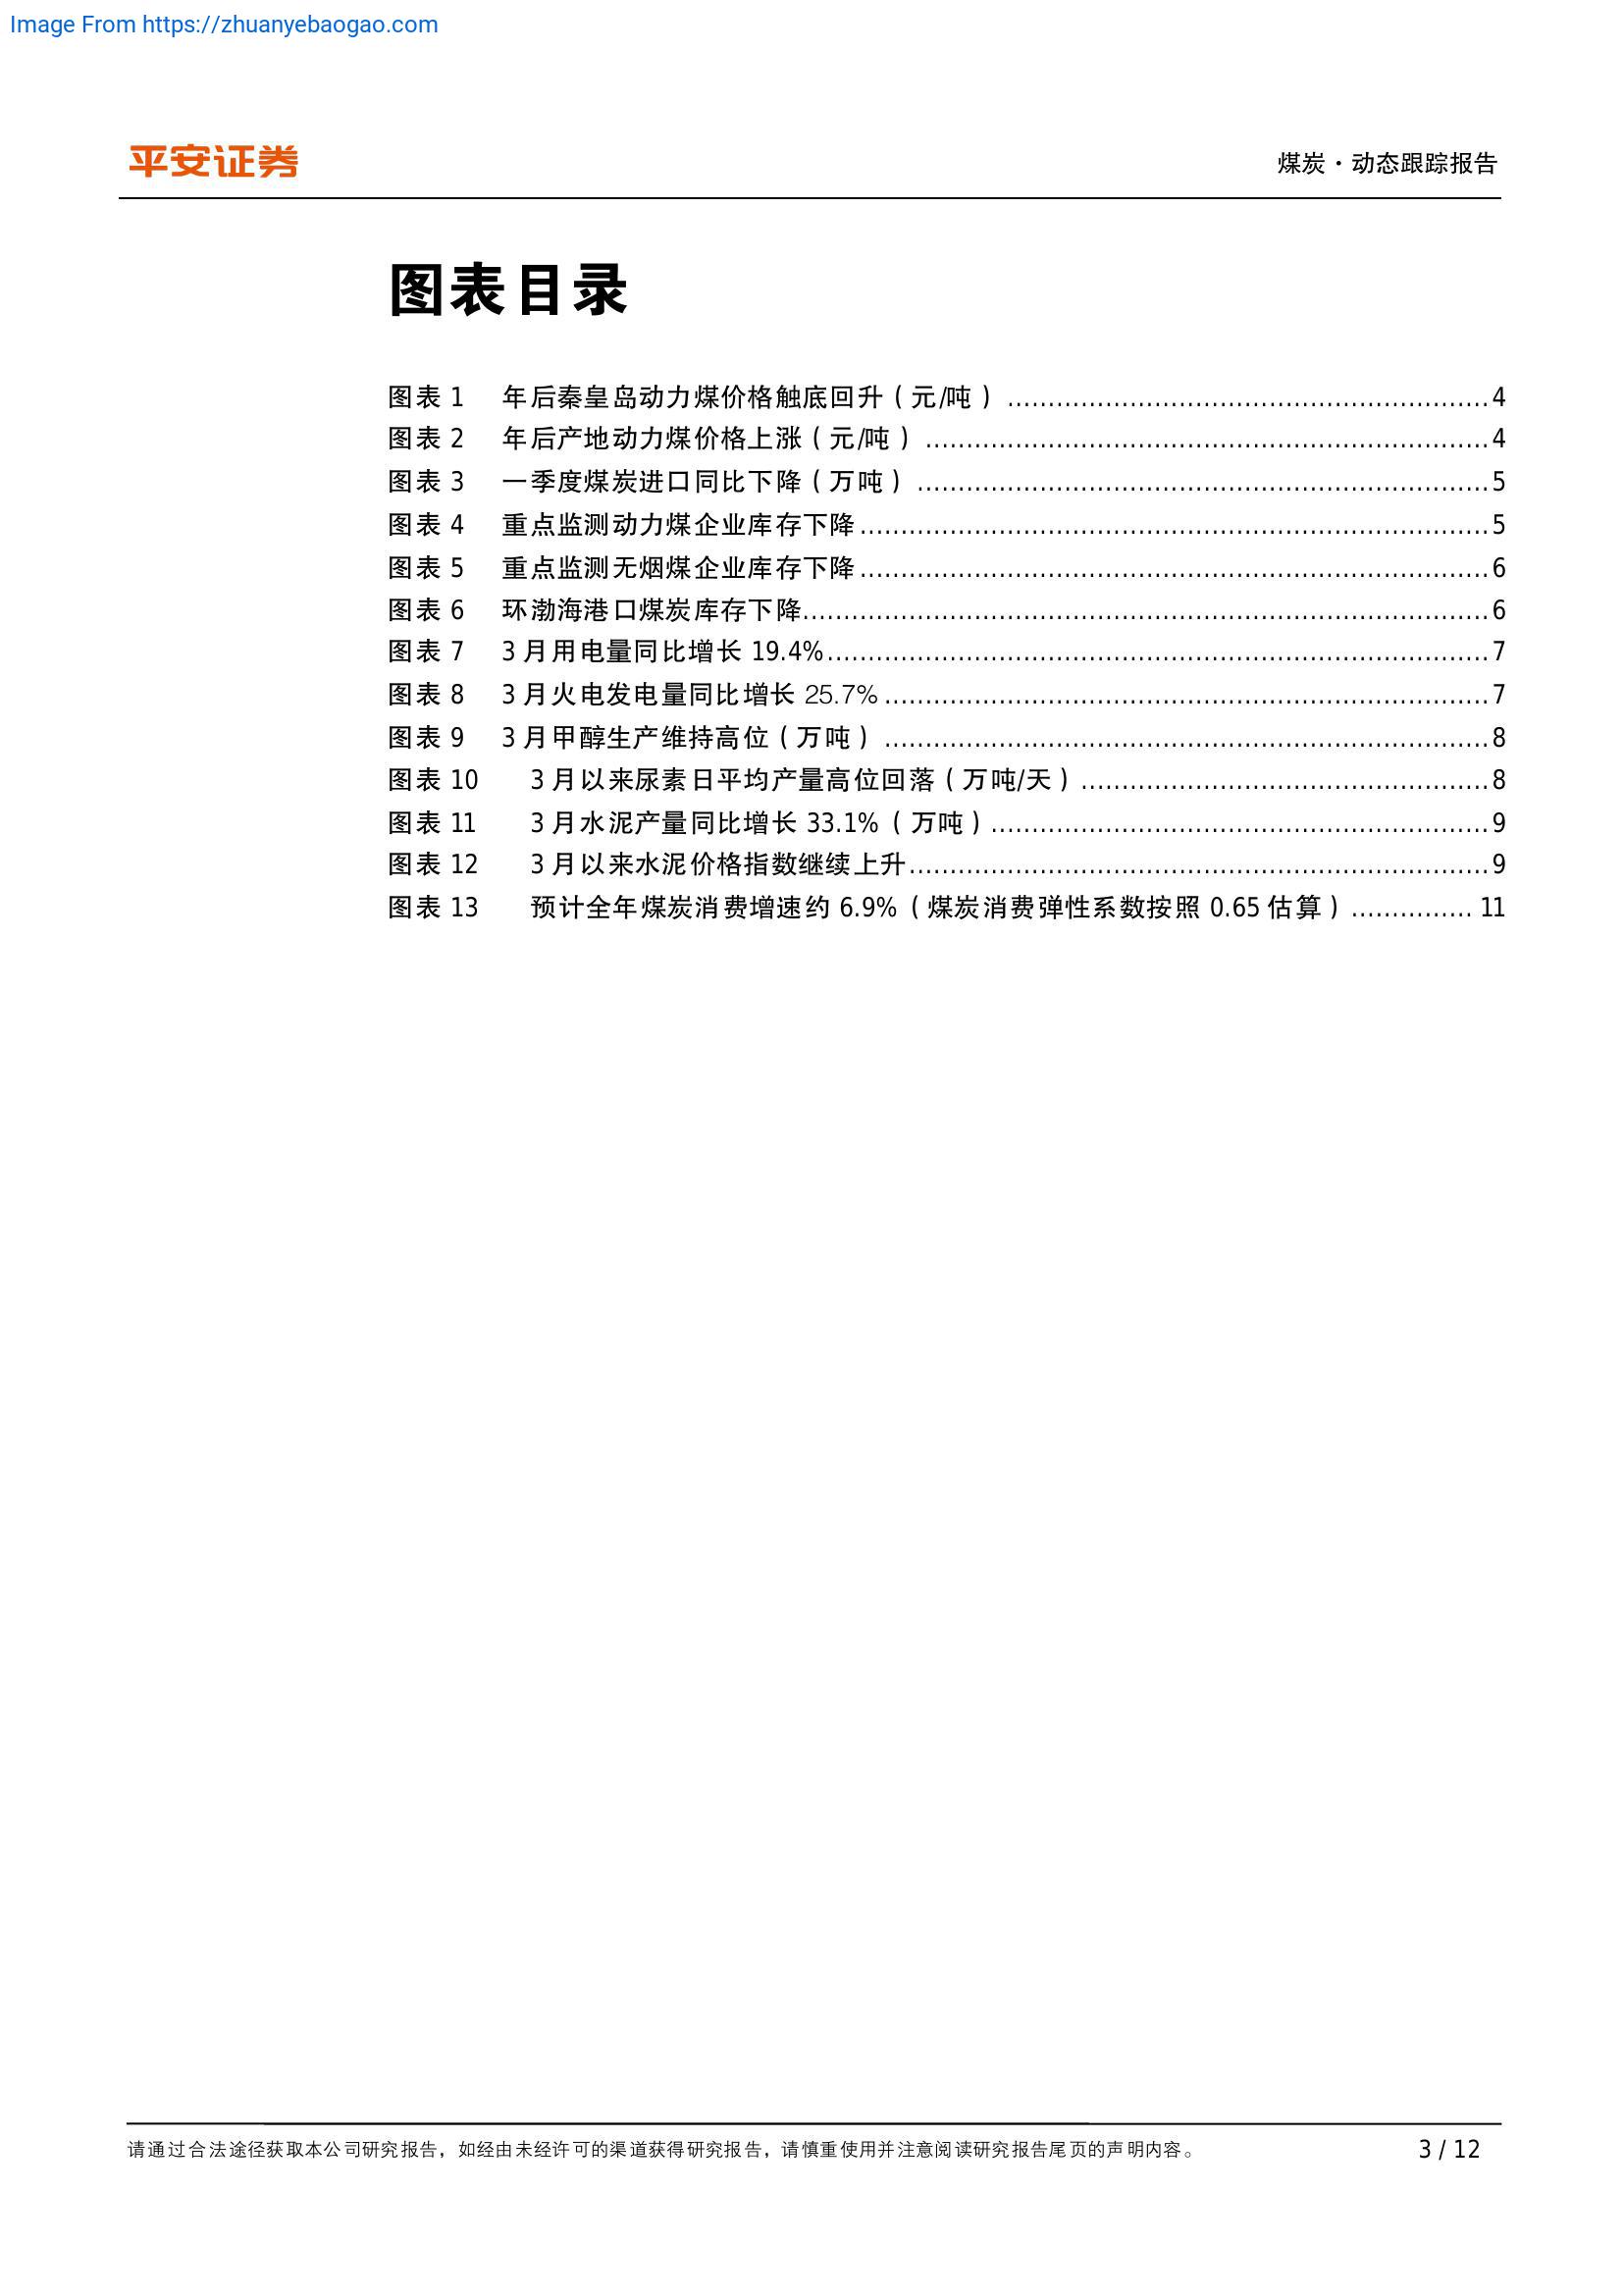 Image From https://zhuanyebaogao.com
平安证券
煤炭·动态跟踪报告
图表目录
图表 1 年后秦皇岛动力煤价格触底回升（元/吨）........................................................... 4
图表 2 年后产地动力煤价格上涨（元/吨）..................................................................... 4
图表 3 一季度煤炭进口同比下降（万吨）...................................................................... 5
图表 4 重点监测动力煤企业库存下降............................................................................. 5
图表 5 重点监测无烟煤企业库存下降............................................................................. 6
图表 6 环渤海港口煤炭库存下降.................................................................................... 6
图表 7 3 月用电量同比增长 19.4%................................................................................. 7
图表 8 3 月火电发电量同比增长 25.7%.......................................................................... 7
图表 9 3 月甲醇生产维持高位（万吨）.......................................................................... 8
图表 10 3 月以来尿素日平均产量高位回落（万吨/天）.................................................. 8
图表 11 3 月水泥产量同比增长 33.1%（万吨）............................................................. 9
图表 12 3 月以来水泥价格指数继续上升....................................................................... 9
图表 13 预计全年煤炭消费增速约 6.9%（煤炭消费弹性系数按照 0.65 估算）............... 11
请通过合法途径获取本公司研究报告，如经由未经许可的渠道获得研究报告，请慎重使用并注意阅读研究报告尾页的声明内容。
3 / 12